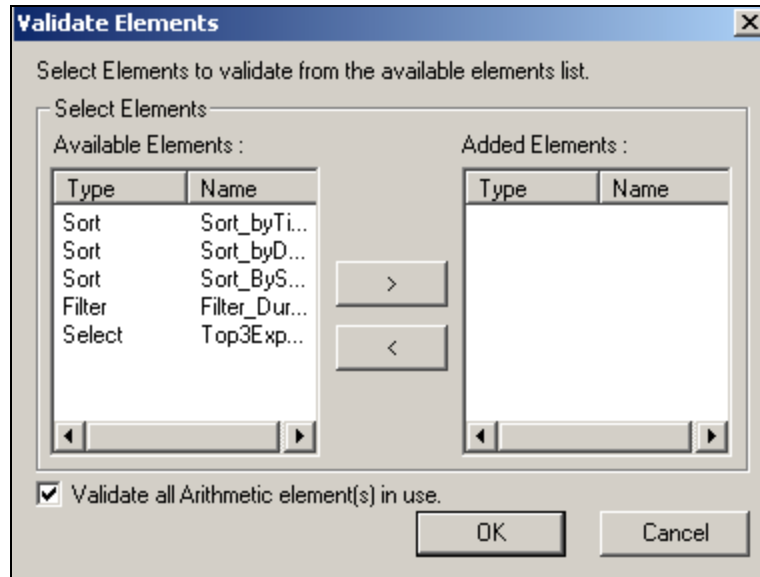 Validate Elements
Select Elements to validate from the available elements list.
Select Elements
Available Elements :
Added Elements :
Type Name
Type Name
Sort Sort_byTi...
Sort Sort_byD...
Sort Sort_ByS...
Filter Filter_Dur...
Select Top3Exp...
>
<
Validate all Arithmetic element(s) in use.
OK
Cancel